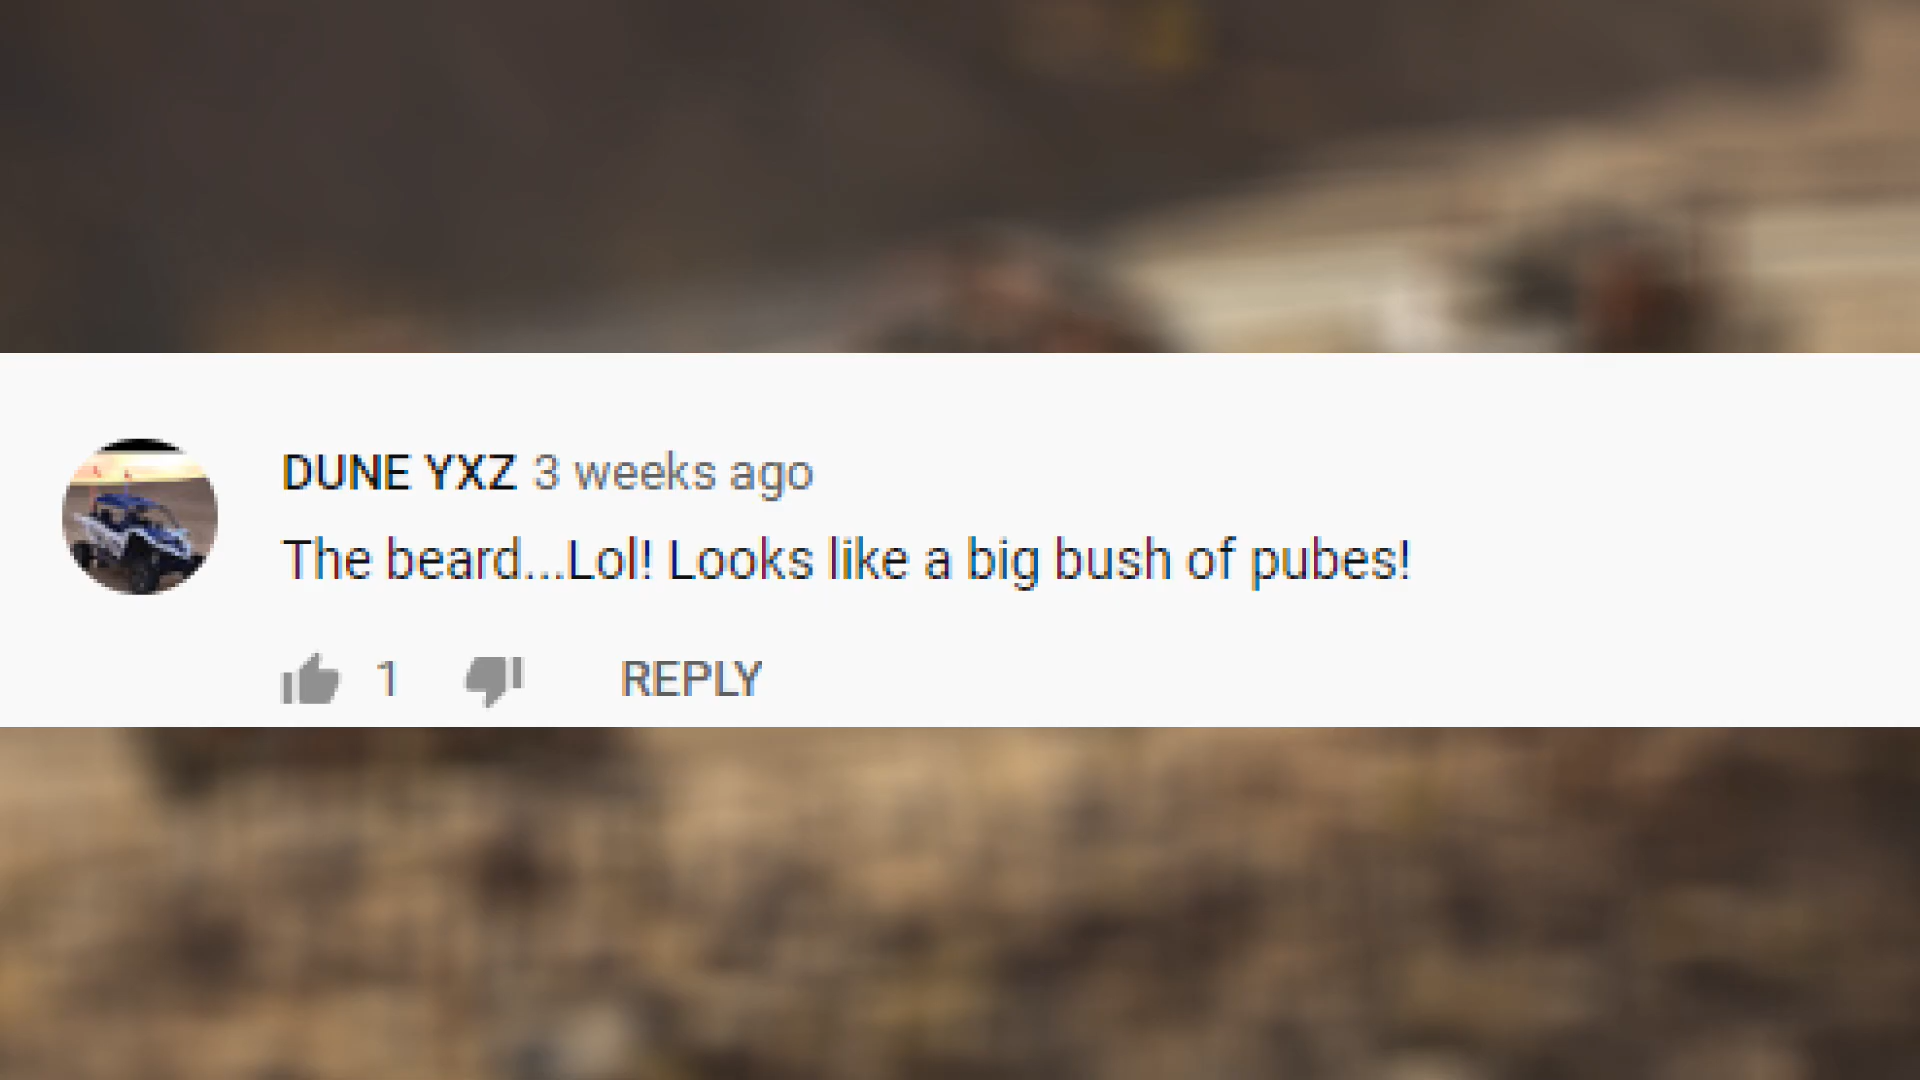 DUNE YXZ 3 weeks ago
The beard...Lol! Looks like a big bush of pubes!
1 REPLY